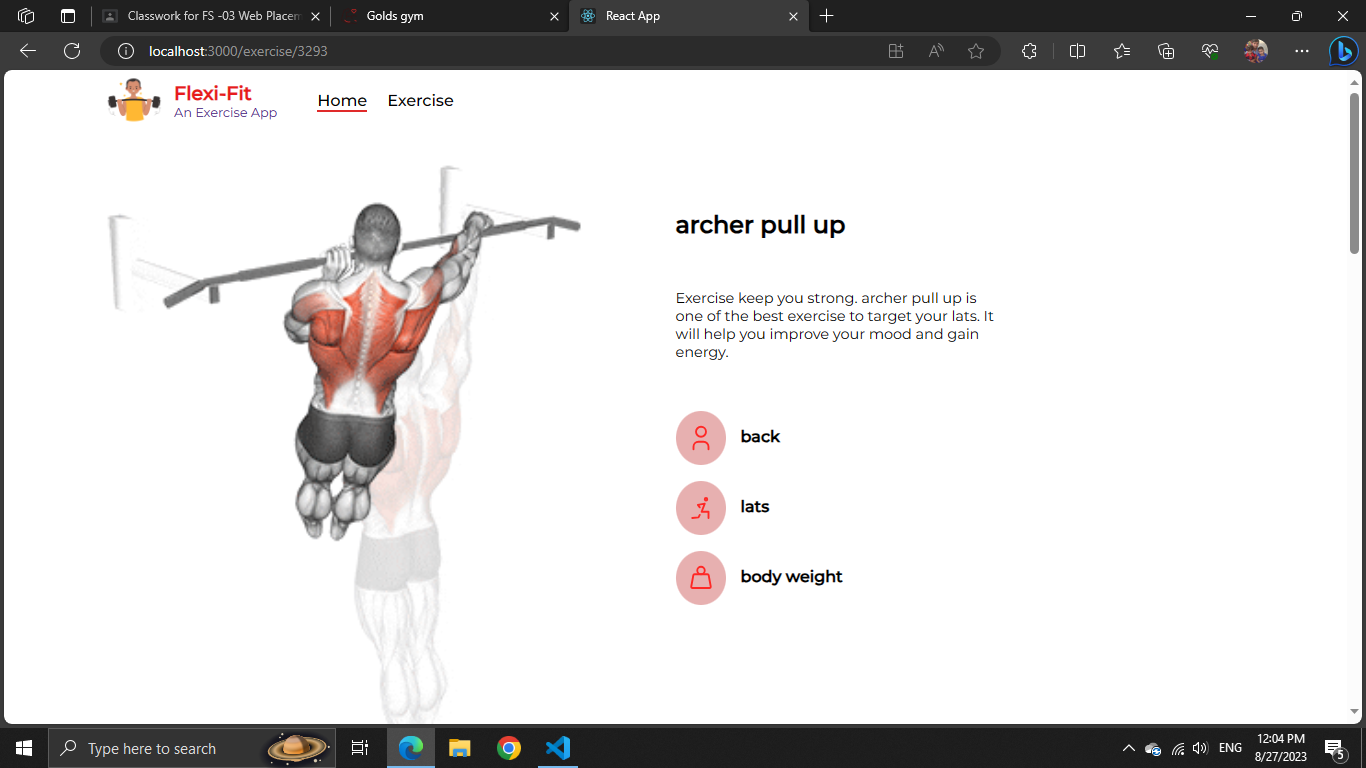 Classwork for FS -03 Web Placem
Golds gym
React App
localhost:3000/exercise/3293
Flexi-Fit
An Exercise App
Home
Exercise
archer pull up
Exercise keep you strong. archer pull up is
one of the best exercise to target your lats. It
will help you improve your mood and gain
energy.
back
lats
body weight
Type here to search
ENG
12:04 PM
8/27/2023
5